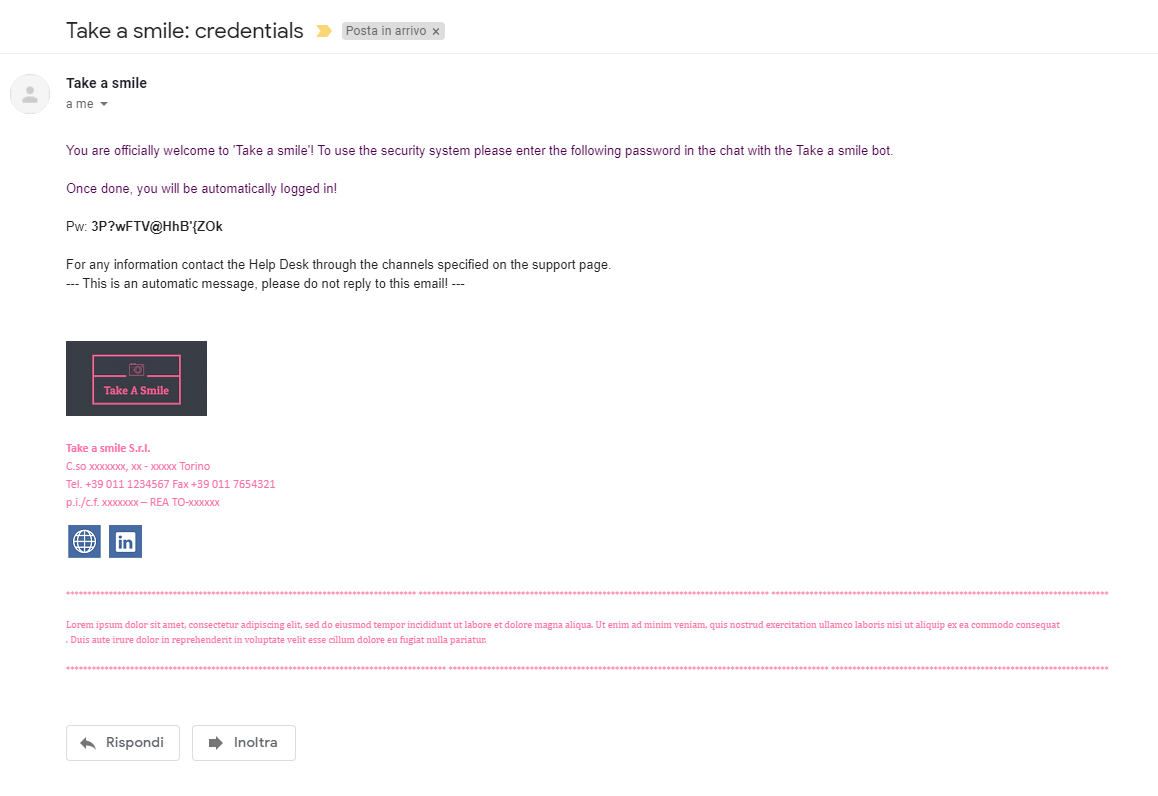 Take a smile: credentials
Posta in arrivo ×
Take a smile
a me
You are officially welcome to 'Take a smile'! To use the security system please enter the following password in the chat with the Take a smile bot.
Once done, you will be automatically logged in!
Pw: 3P?wFTV@HhB'{ZOk
For any information contact the Help Desk through the channels specified on the support page.
--- This is an automatic message, please do not reply to this email! ---
Take A Smile
Take a smile S.r.l.
C.so xxxxxxx, xx - xxxxx Torino
Tel. +39 011 1234567 Fax +39 011 7654321
p.i./c.f. xxxxxxx – REA TO-xxxxxx
in
Lorem ipsum dolor sit amet, consectetur adipiscing elit, sed do eiusmod tempor incididunt ut labore et dolore magna aliqua. Ut enim ad minim veniam, quis nostrud exercitation ullamco laboris nisi ut aliquip ex ea commodo consequat
. Duis aute irure dolor in reprehenderit in voluptate velit esse cillum dolore eu fugiat nulla pariatur.
Rispondi
Inoltra